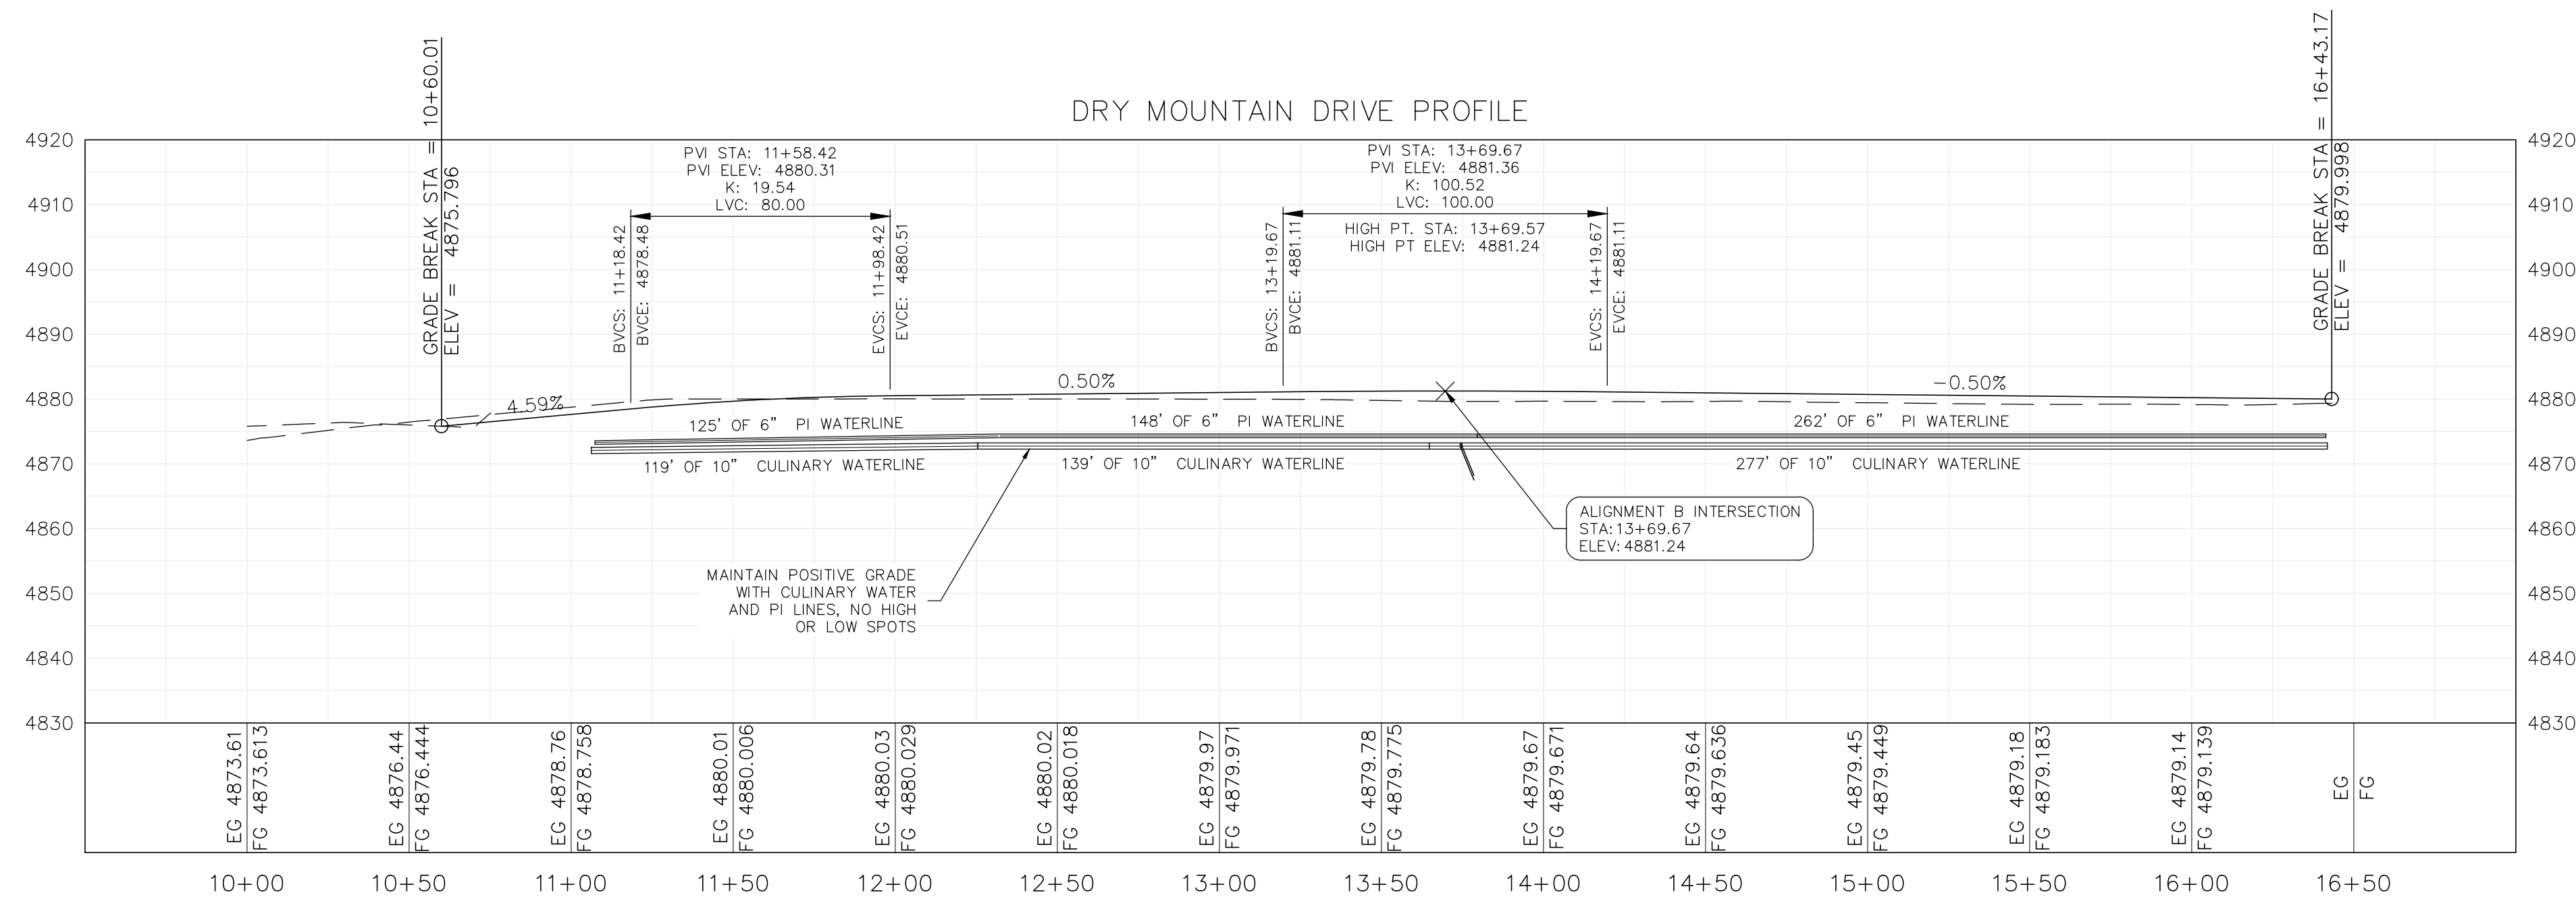 DRY MOUNTAIN DRIVE PROFILE
GRADE BREAK STA = 10+60.01
ELEV = 4875.796
PVI STA: 11+58.42
PVI ELEV: 4880.31
K: 19.54
LVC: 80.00
BVCS: 11+18.42
BVCE: 4878.48
EVCS: 11+98.42
EVCE: 4880.51
PVI STA: 13+69.67
PVI ELEV: 4881.36
K: 100.52
LVC: 100.00
HIGH PT. STA: 13+69.57
HIGH PT ELEV: 4881.24
BVCS: 13+19.67
BVCE: 4881.11
EVCS: 14+19.67
EVCE: 4881.11
GRADE BREAK STA = 16+43.17
ELEV = 4879.998
4920
4910
4900
4890
4880
4870
4860
4850
4840
4830
4920
4910
4900
4890
4880
4870
4860
4850
4840
4830
4.59%
0.50%
-0.50%
125' OF 6" PI WATERLINE
148' OF 6" PI WATERLINE
262' OF 6" PI WATERLINE
119' OF 10" CULINARY WATERLINE
139' OF 10" CULINARY WATERLINE
277' OF 10" CULINARY WATERLINE
ALIGNMENT B INTERSECTION
STA:13+69.67
ELEV:4881.24
MAINTAIN POSITIVE GRADE
WITH CULINARY WATER
AND PI LINES, NO HIGH
OR LOW SPOTS
EG 4873.61
FG 4873.613
EG 4876.44
FG 4876.444
EG 4878.76
FG 4878.758
EG 4880.01
FG 4880.006
EG 4880.03
FG 4880.029
EG 4880.02
FG 4880.018
EG 4879.97
FG 4879.971
EG 4879.78
FG 4879.775
EG 4879.67
FG 4879.671
EG 4879.64
FG 4879.636
EG 4879.45
FG 4879.449
EG 4879.18
FG 4879.183
EG 4879.14
FG 4879.139
EG
FG
10+00 10+50 11+00 11+50 12+00 12+50 13+00 13+50 14+00 14+50 15+00 15+50 16+00 16+50